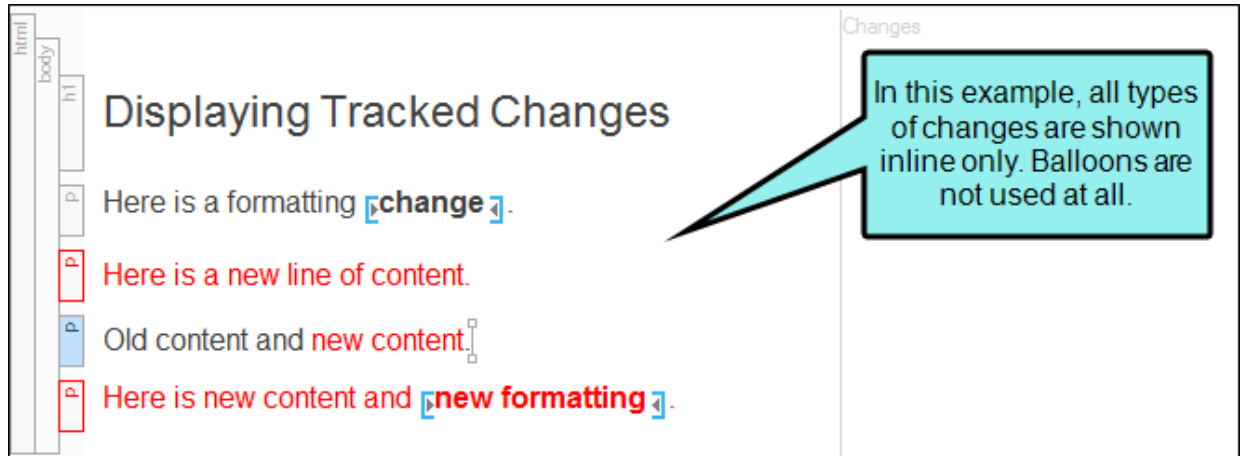 html
body
h1
Displaying Tracked Changes
p
Here is a formatting change .
p
Here is a new line of content.
p
Old content and new content.
p
Here is new content and new formatting .
Changes
In this example, all types
of changes are shown
inline only. Balloons are
not used at all.